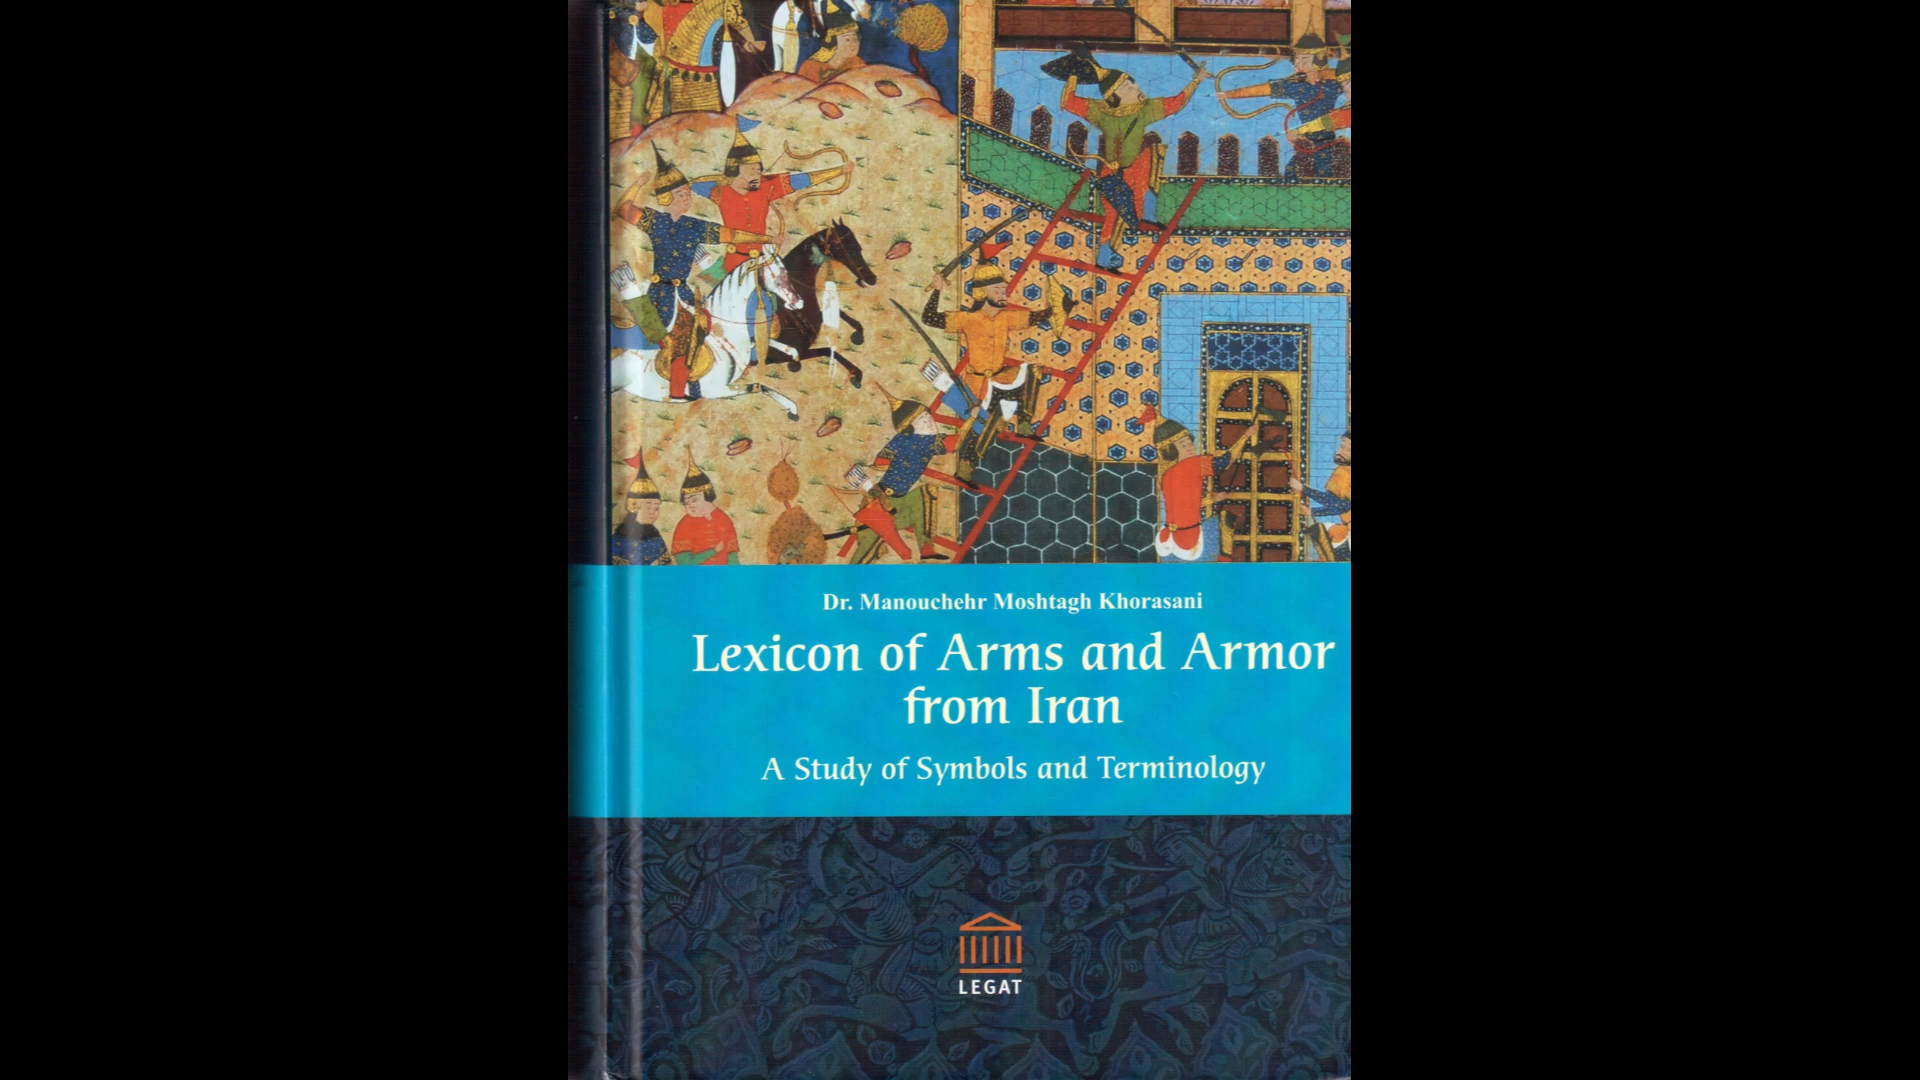 Dr. Manouchehr Moshtagh Khorasani
Lexicon of Arms and Armor
from Iran
A Study of Symbols and Terminology
LEGAT